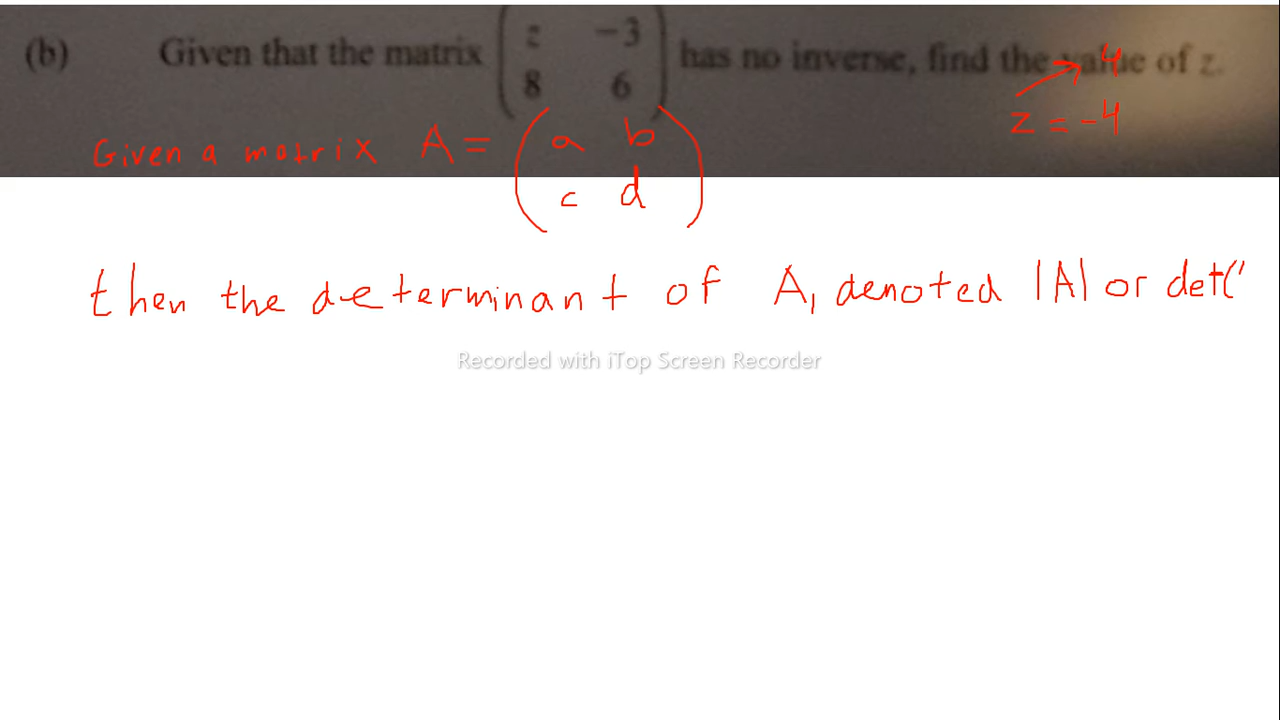 (b) Given that the matrix ( z -3 has no inverse, find the value of z.
8 6 )
4
z = -4
Given a matrix A = ( a b
c d )
then the determinant of A, denoted |A| or det(
Recorded with iTop Screen Recorder